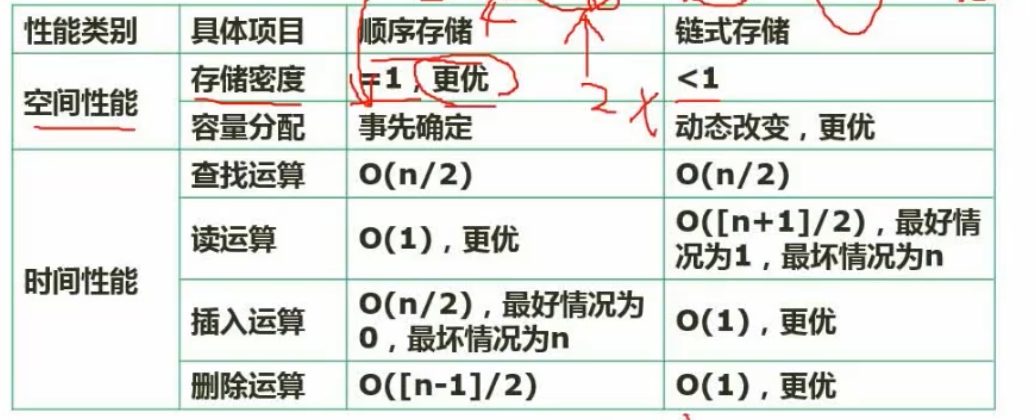 性能类别 具体项目 顺序存储 链式存储
空间性能 存储密度 =1，更优 <1
容量分配 事先确定 动态改变，更优
时间性能 查找运算 O(n/2) O(n/2)
读运算 O(1)，更优 O([n+1]/2)，最好情
况为1，最坏情况为n
插入运算 O(n/2)，最好情况为
0，最坏情况为n O(1)，更优
删除运算 O([n-1]/2) O(1)，更优
2 X